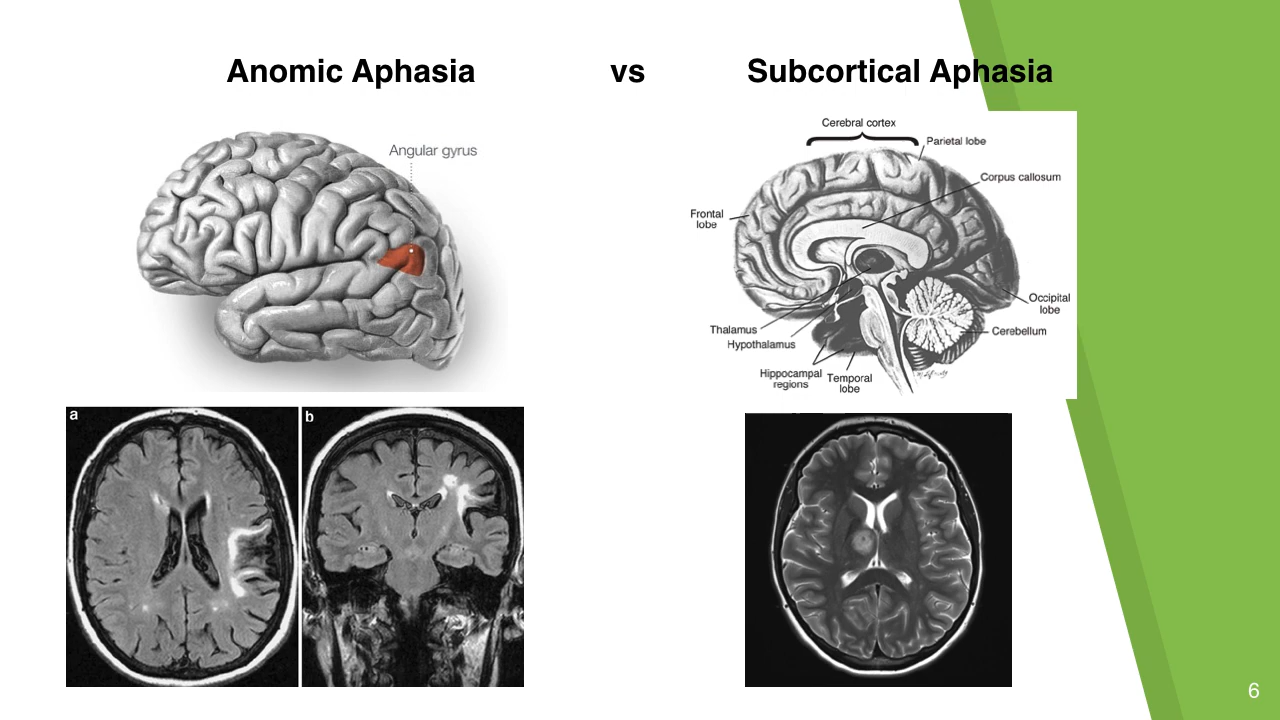 Anomic Aphasia vs Subcortical Aphasia
Angular gyrus
Cerebral cortex
Parietal lobe
Corpus callosum
Frontal
lobe
Occipital
lobe
Thalamus
Cerebellum
Hypothalamus
Hippocampal
regions
Temporal
lobe
a
b
6